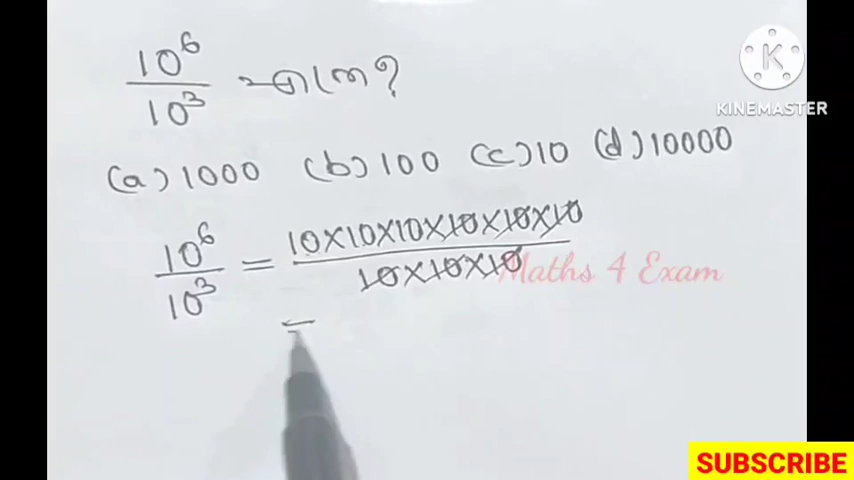 10⁶/10³ = ?
(a) 1000 (b) 100 (c) 10 (d) 10000
10⁶/10³ = 10×10×10×10×10×10/10×10×10
=
KINEMASTER
Maths 4 Exam
SUBSCRIBE